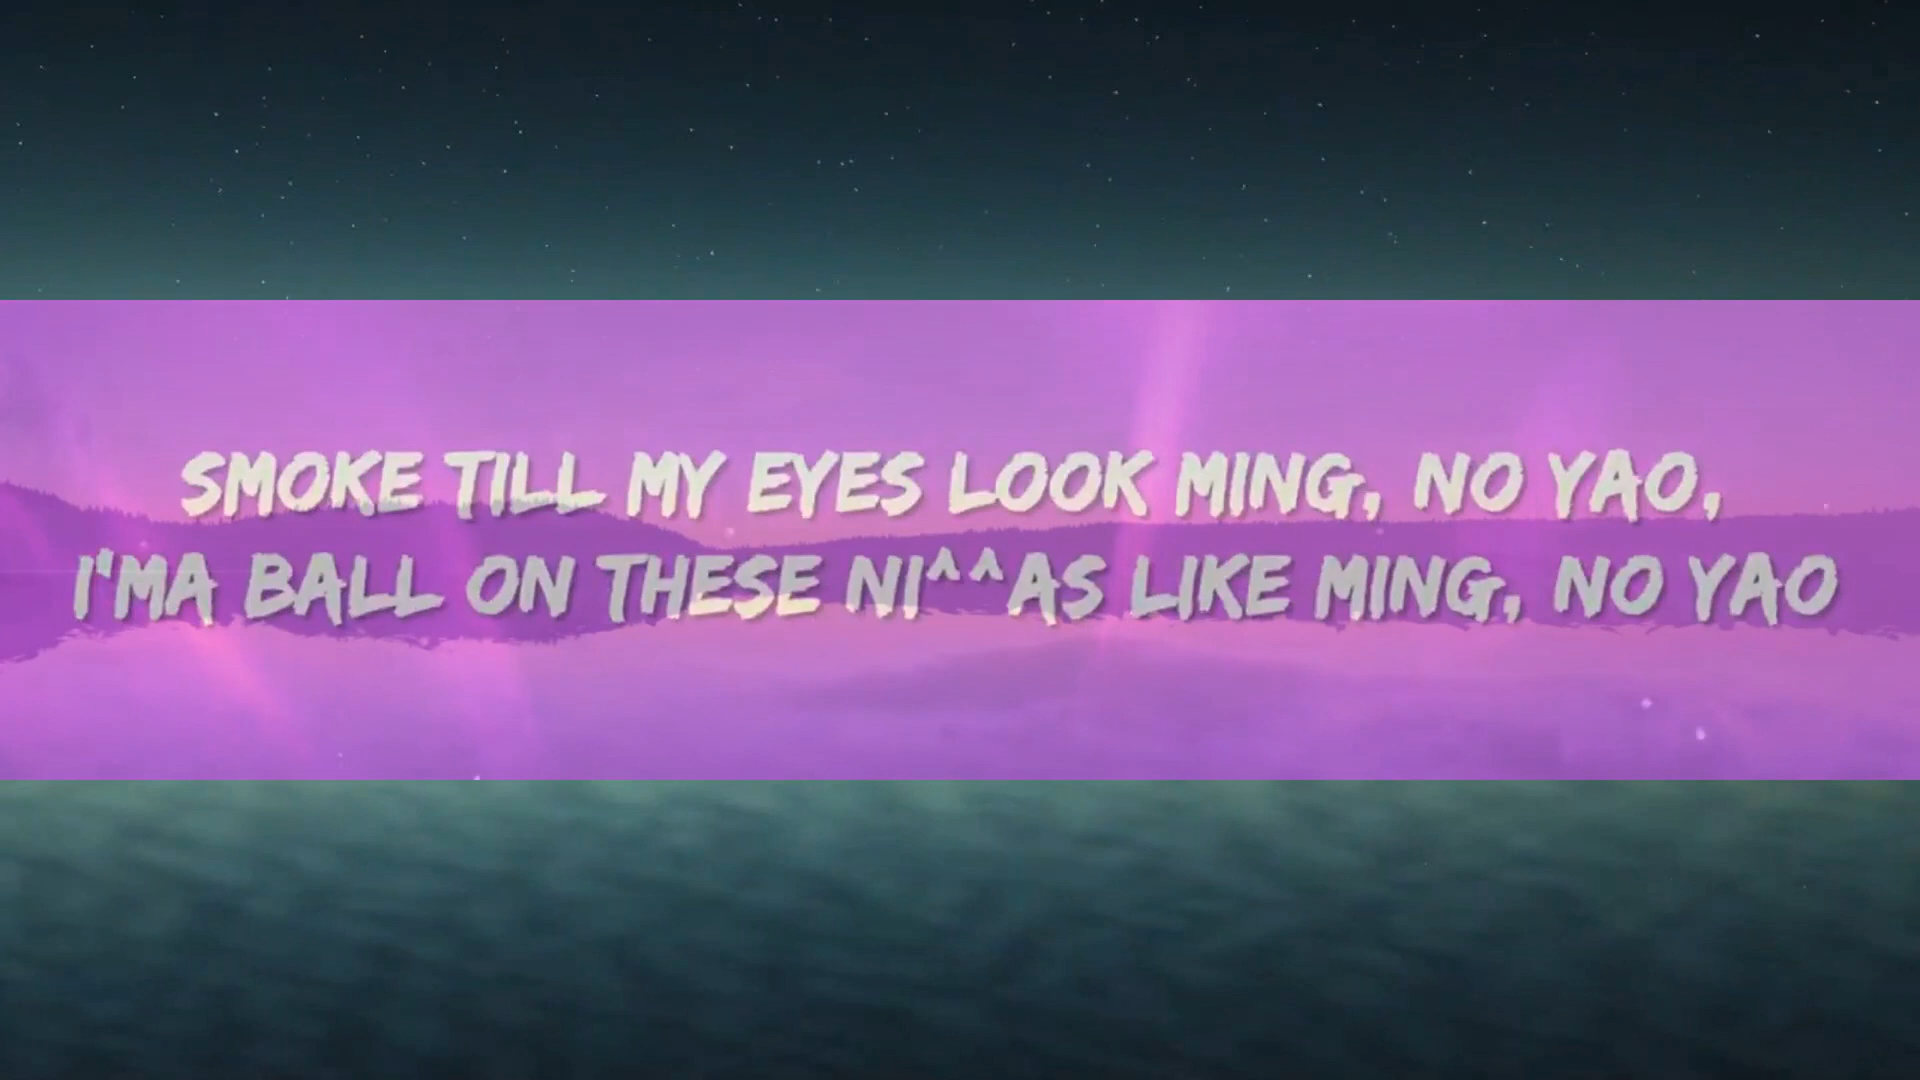 SMOKE TILL MY EYES LOOK MING, NO YAO,
I'MA BALL ON THESE NI^^AS LIKE MING, NO YAO